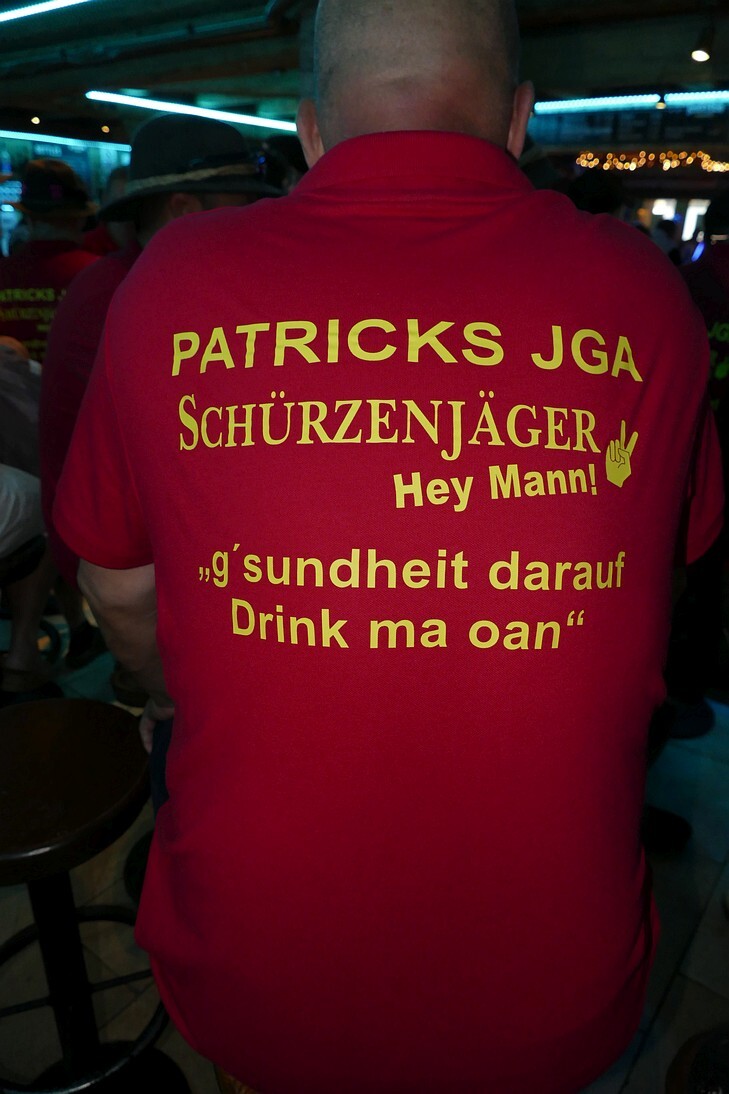 PATRICKS JGA
SCHÜRZENJÄGER
Hey Mann!
„g´sundheit darauf
Drink ma oan“